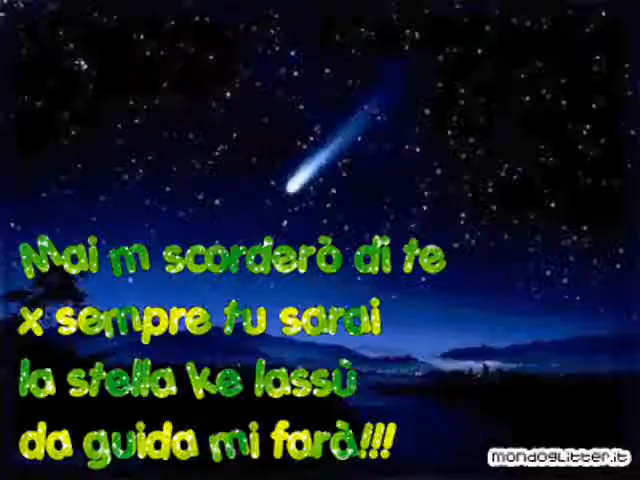 Mai m scorderò di te
x sempre tu sarai
la stella ke lassù
da guida mi farà!!!
mondoglitter.it